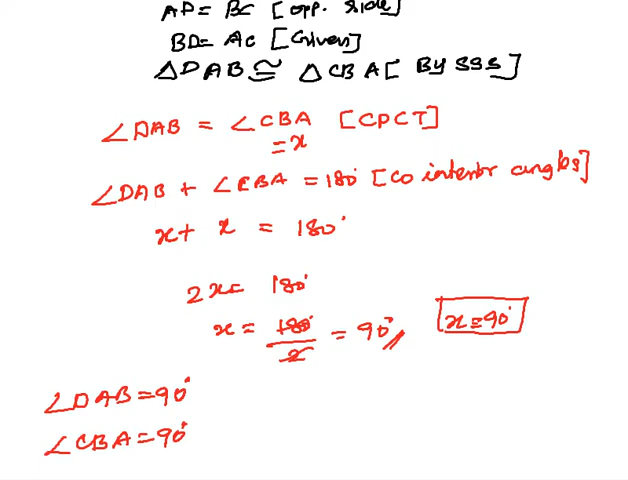 AD = BC [opp. side]
BD = AC [Given]
△DAB ≅ △CBA [BY SSS]
∠DAB = ∠CBA [CPCT]
= x
∠DAB + ∠CBA = 180° [Co interior angles]
x + x = 180°
2x = 180°
x = 180°/2 = 90° x = 90°
∠DAB = 90°
∠CBA = 90°